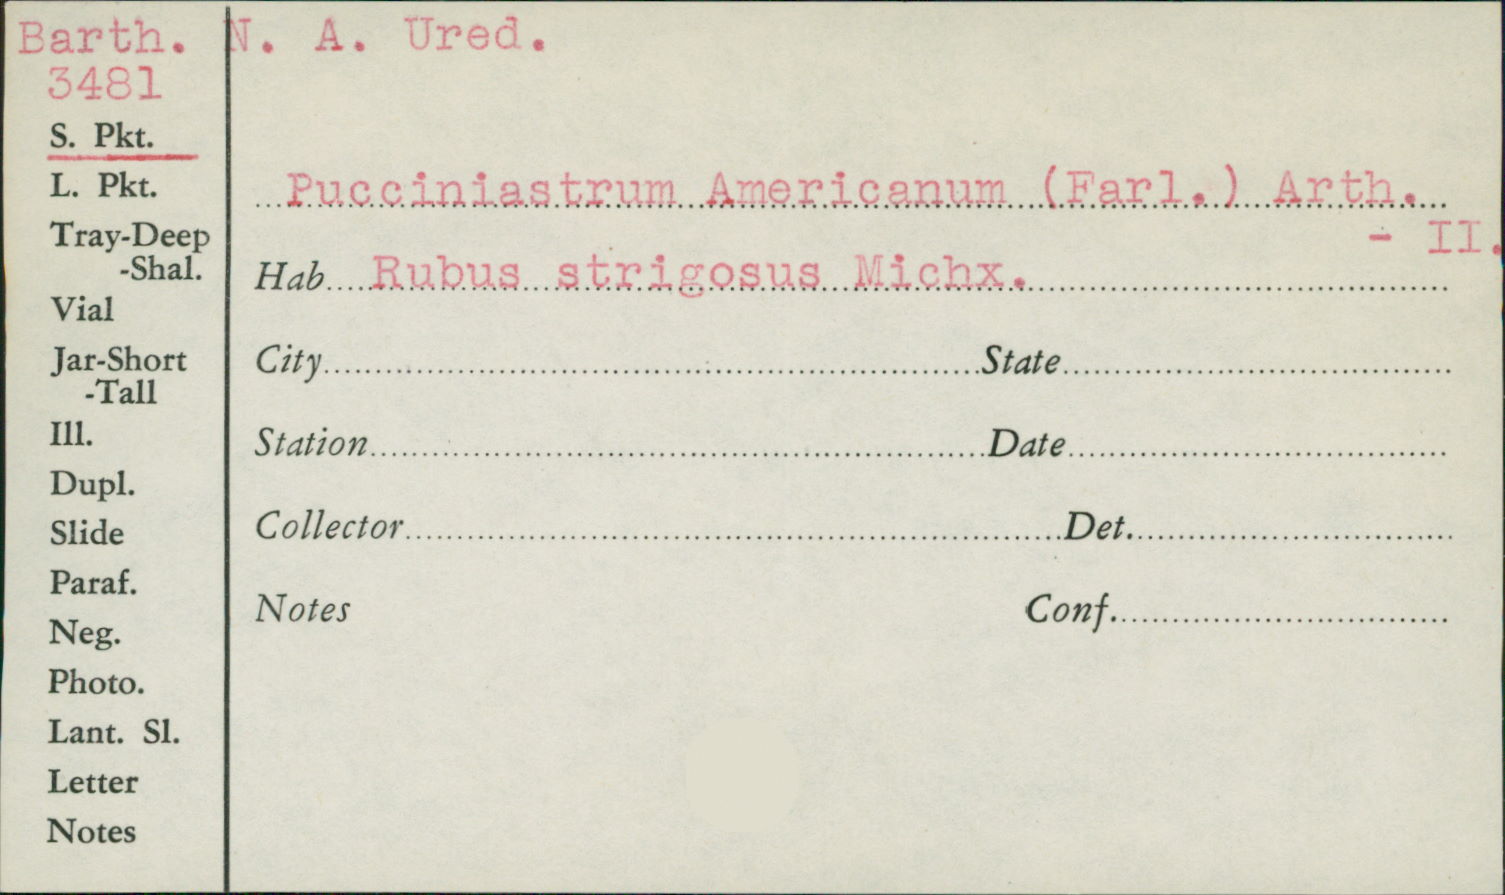 Barth. N. A. Ured.
3481
S. Pkt.
L. Pkt.
Tray-Deep
-Shal.
Vial
Jar-Short
-Tall
Ill.
Dupl.
Slide
Paraf.
Neg.
Photo.
Lant. Sl.
Letter
Notes
Pucciniastrum Americanum (Farl.) Arth.
- II.
Hab Rubus strigosus Michx.
City State
Station Date
Collector Det.
Notes Conf.